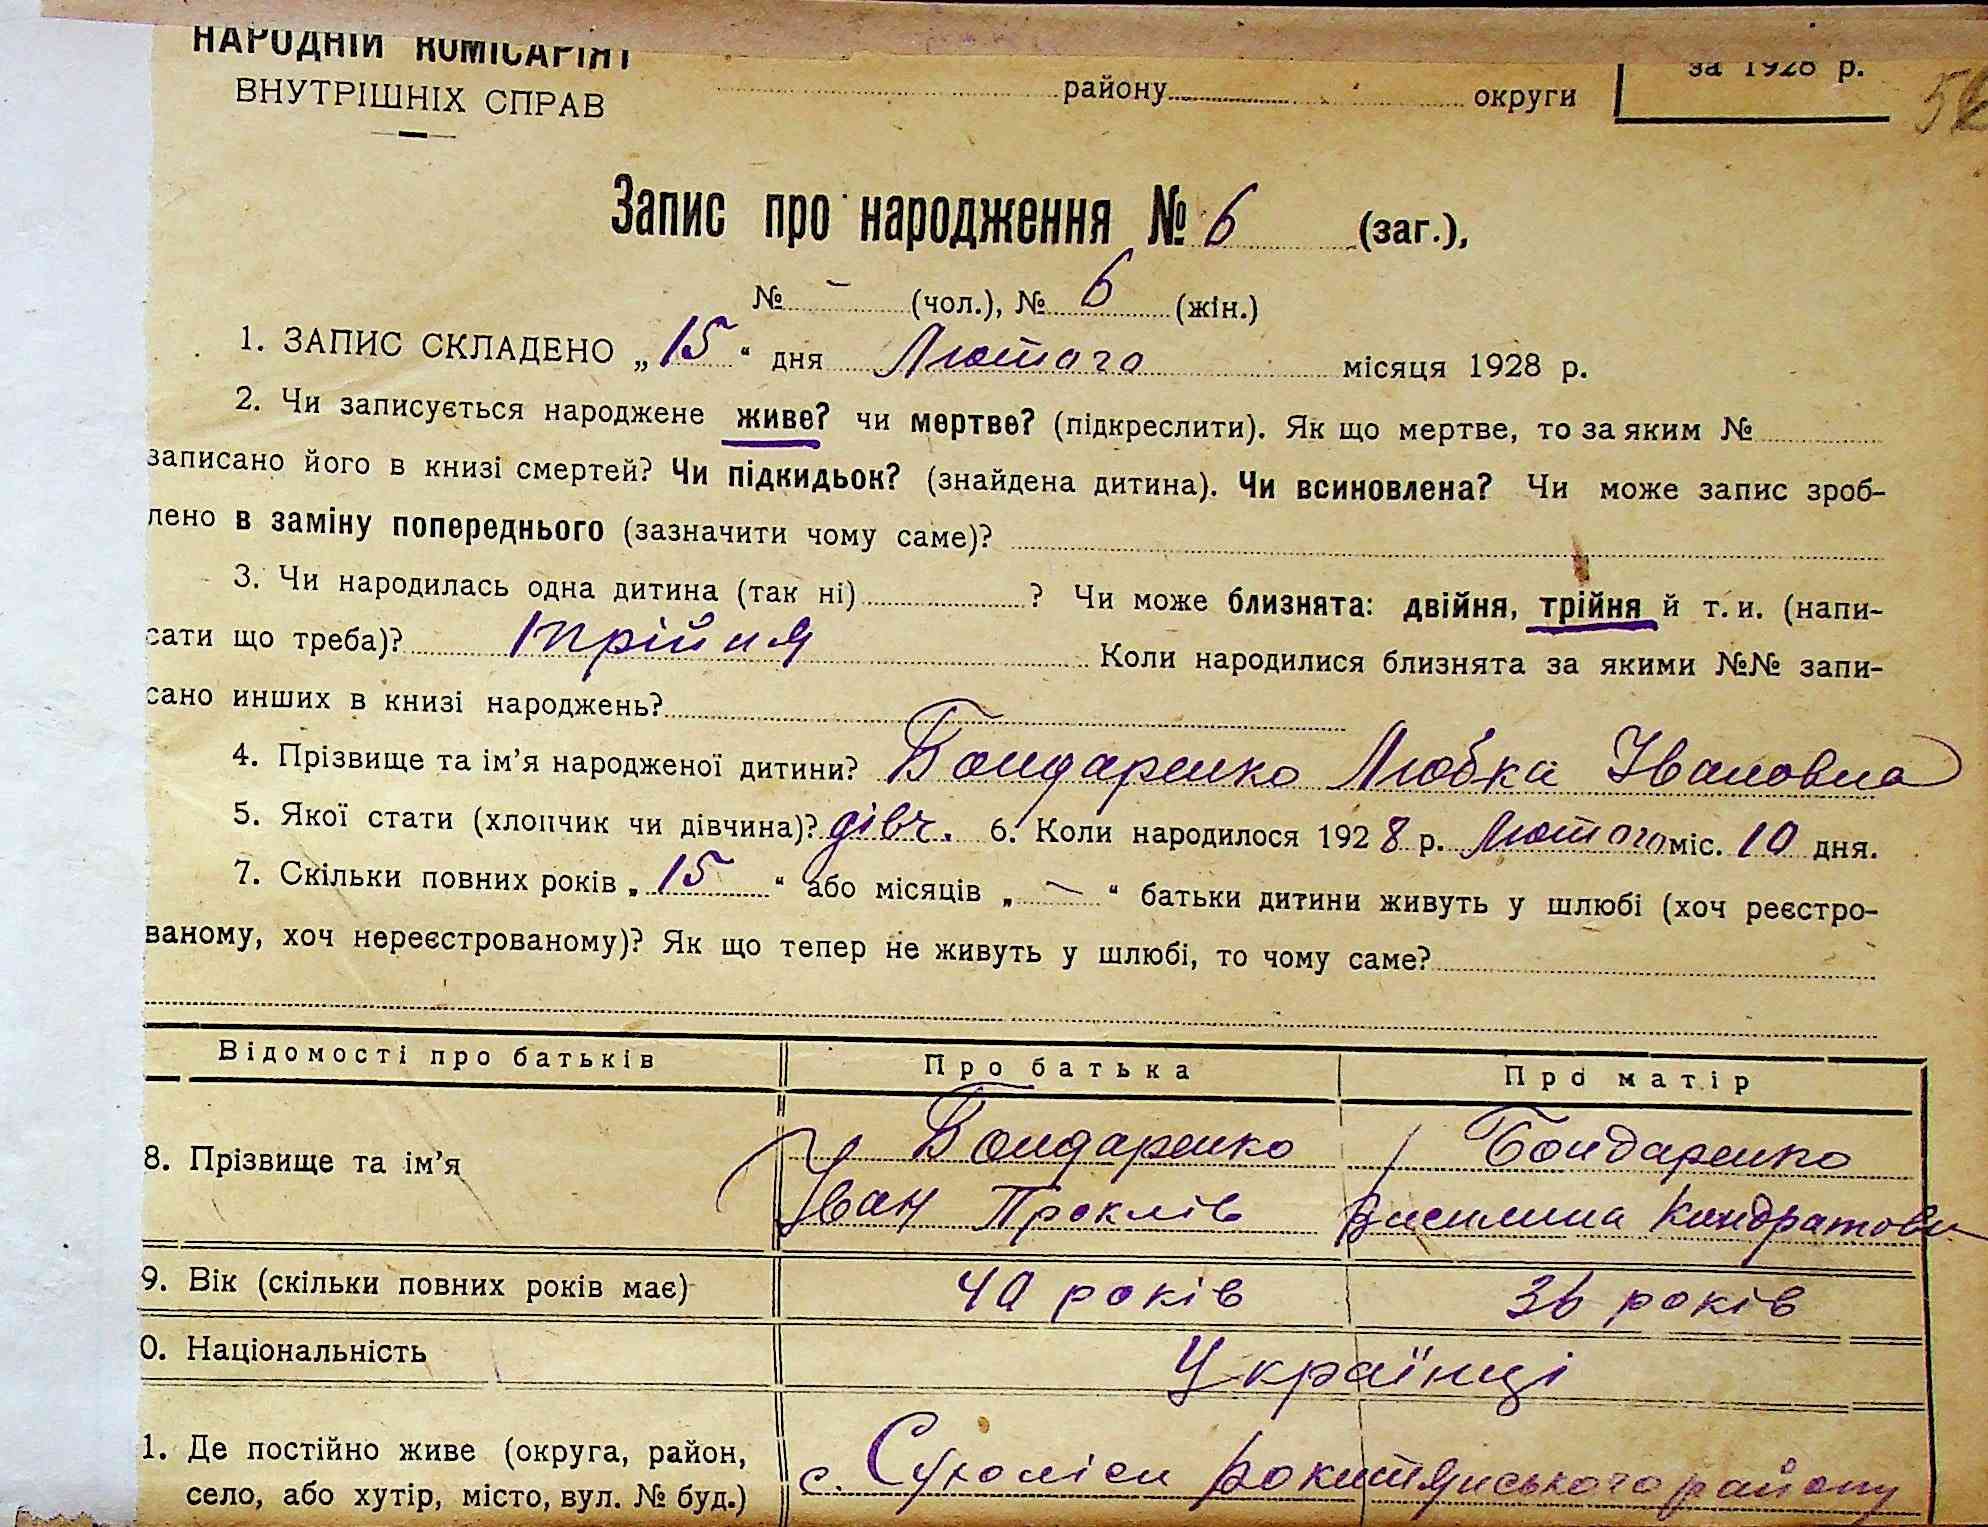 НАРОДНІЙ КОМІСАРІЯТ
ВНУТРІШНІХ СПРАВ
району округи
за 1928 р.
Запис про народження № 6 (заг.),
№ – (чол.), № 6 (жін.)
1. ЗАПИС СКЛАДЕНО „15“ дня Лютого місяця 1928 р.
2. Чи записується народжене живе? чи мертве? (підкреслити). Як що мертве, то за яким №
записано його в книзі смертей? Чи підкидьок? (знайдена дитина). Чи всиновлена? Чи може запис зроб-
лено в заміну попереднього (зазначити чому саме)?
3. Чи народилась одна дитина (так ні) ? Чи може близнята: двійня, трійня й т. и. (напи-
сати що треба)? трійня Коли народилися близнята за якими №№ запи-
сано инших в книзі народжень?
4. Прізвище та ім’я народженої дитини? Бондаренко Любка Івановна
5. Якої стати (хлопчик чи дівчина)? дівч. 6. Коли народилося 1928 р. Лютого міс. 10 дня.
7. Скільки повних років „15“ або місяців „–“ батьки дитини живуть у шлюбі (хоч реєстро-
ваному, хоч нереєстрованому)? Як що тепер не живуть у шлюбі, то чому саме?
Відомості про батьків Про батька Про матір
8. Прізвище та ім’я Бондаренко Бондаренко
Іван Проклів Василина Кондратови
9. Вік (скільки повних років має) 40 років 36 років
0. Національність Українці
1. Де постійно живе (округа, район,
село, або хутір, місто, вул. № буд.) с. Сухоліси Рокитянського району